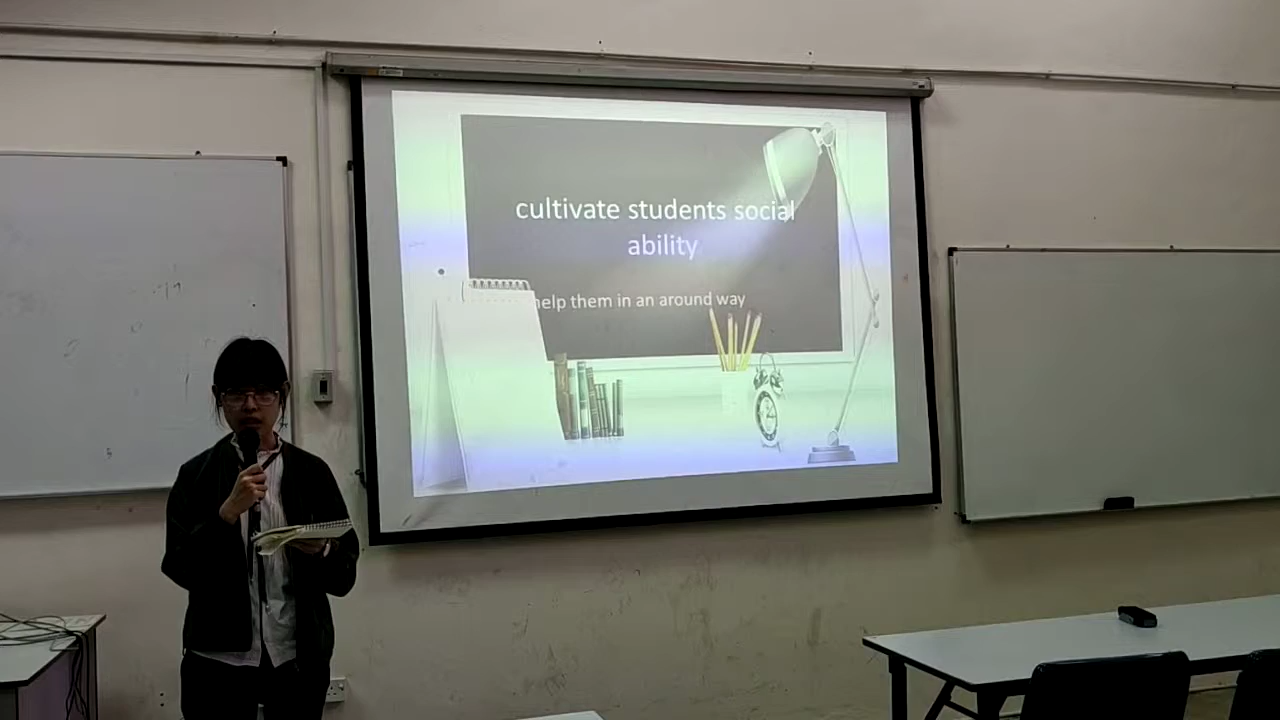 cultivate students social
ability
help them in an around way